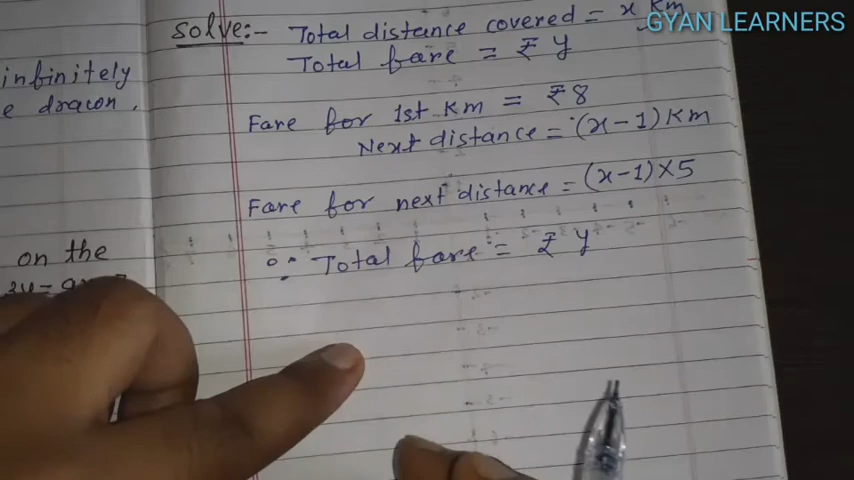 GYAN LEARNERS
solve:- Total distance covered = x Km
Total fare = ₹ y
infinitely
e drawn.
Fare for 1st Km = ₹8
Next distance = (x-1) Km
Fare for next distance = (x-1)×5
on the
∵ Total fare = ₹ y